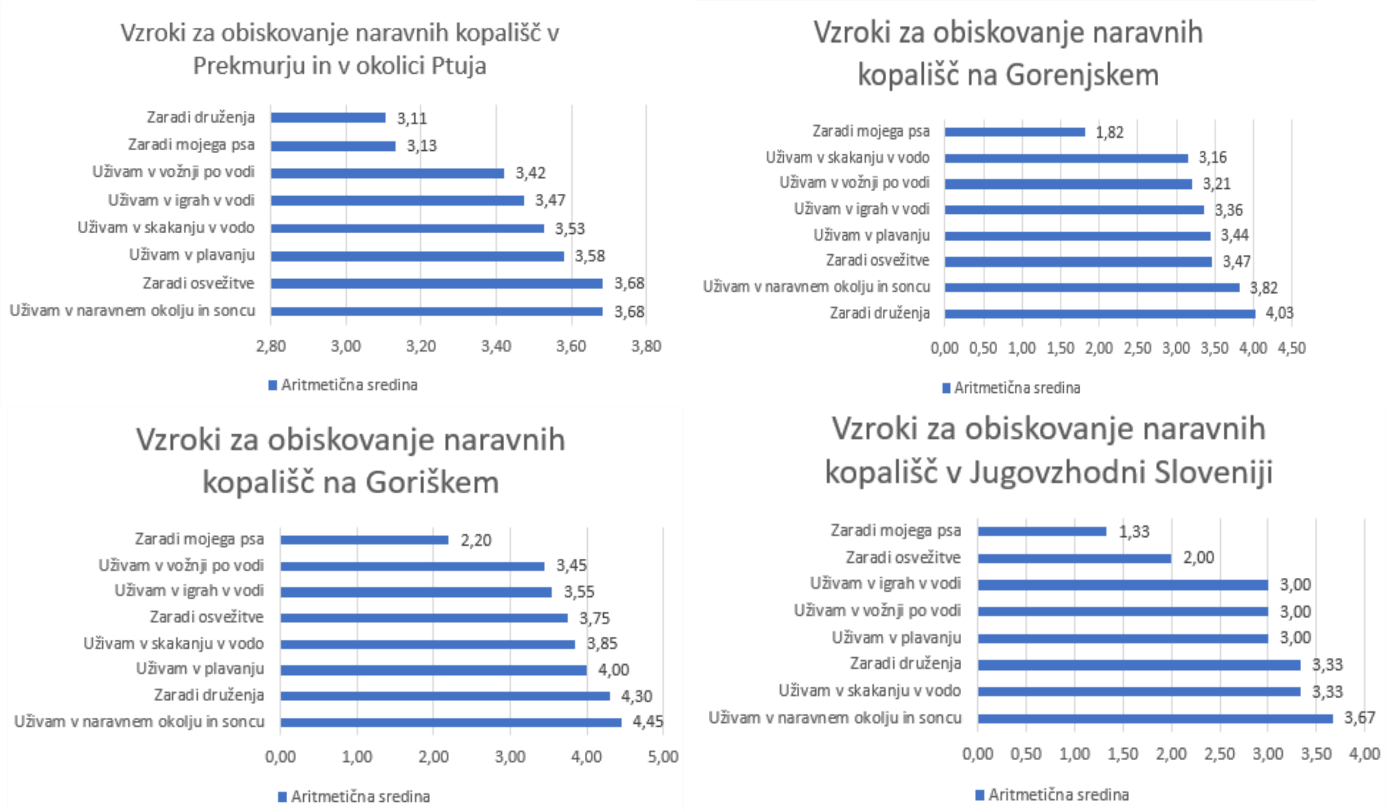 Vzroki za obiskovanje naravnih kopališč v
Prekmurju in v okolici Ptuja
Zaradi druženja 3,11
Zaradi mojega psa 3,13
Uživam v vožnji po vodi 3,42
Uživam v igrah v vodi 3,47
Uživam v skakanju v vodo 3,53
Uživam v plavanju 3,58
Zaradi osvežitve 3,68
Uživam v naravnem okolju in soncu 3,68
2,80 3,00 3,20 3,40 3,60 3,80
Aritmetična sredina
Vzroki za obiskovanje naravnih
kopališč na Gorenjskem
Zaradi mojega psa 1,82
Uživam v skakanju v vodo 3,16
Uživam v vožnji po vodi 3,21
Uživam v igrah v vodi 3,36
Uživam v plavanju 3,44
Zaradi osvežitve 3,47
Uživam v naravnem okolju in soncu 3,82
Zaradi druženja 4,03
0,00 0,50 1,00 1,50 2,00 2,50 3,00 3,50 4,00 4,50
Aritmetična sredina
Vzroki za obiskovanje naravnih
kopališč na Goriškem
Zaradi mojega psa 2,20
Uživam v vožnji po vodi 3,45
Uživam v igrah v vodi 3,55
Zaradi osvežitve 3,75
Uživam v skakanju v vodo 3,85
Uživam v plavanju 4,00
Zaradi druženja 4,30
Uživam v naravnem okolju in soncu 4,45
0,00 1,00 2,00 3,00 4,00 5,00
Aritmetična sredina
Vzroki za obiskovanje naravnih
kopališč v Jugovzhodni Sloveniji
Zaradi mojega psa 1,33
Zaradi osvežitve 2,00
Uživam v igrah v vodi 3,00
Uživam v vožnji po vodi 3,00
Uživam v plavanju 3,00
Zaradi druženja 3,33
Uživam v skakanju v vodo 3,33
Uživam v naravnem okolju in soncu 3,67
0,00 0,50 1,00 1,50 2,00 2,50 3,00 3,50 4,00
Aritmetična sredina